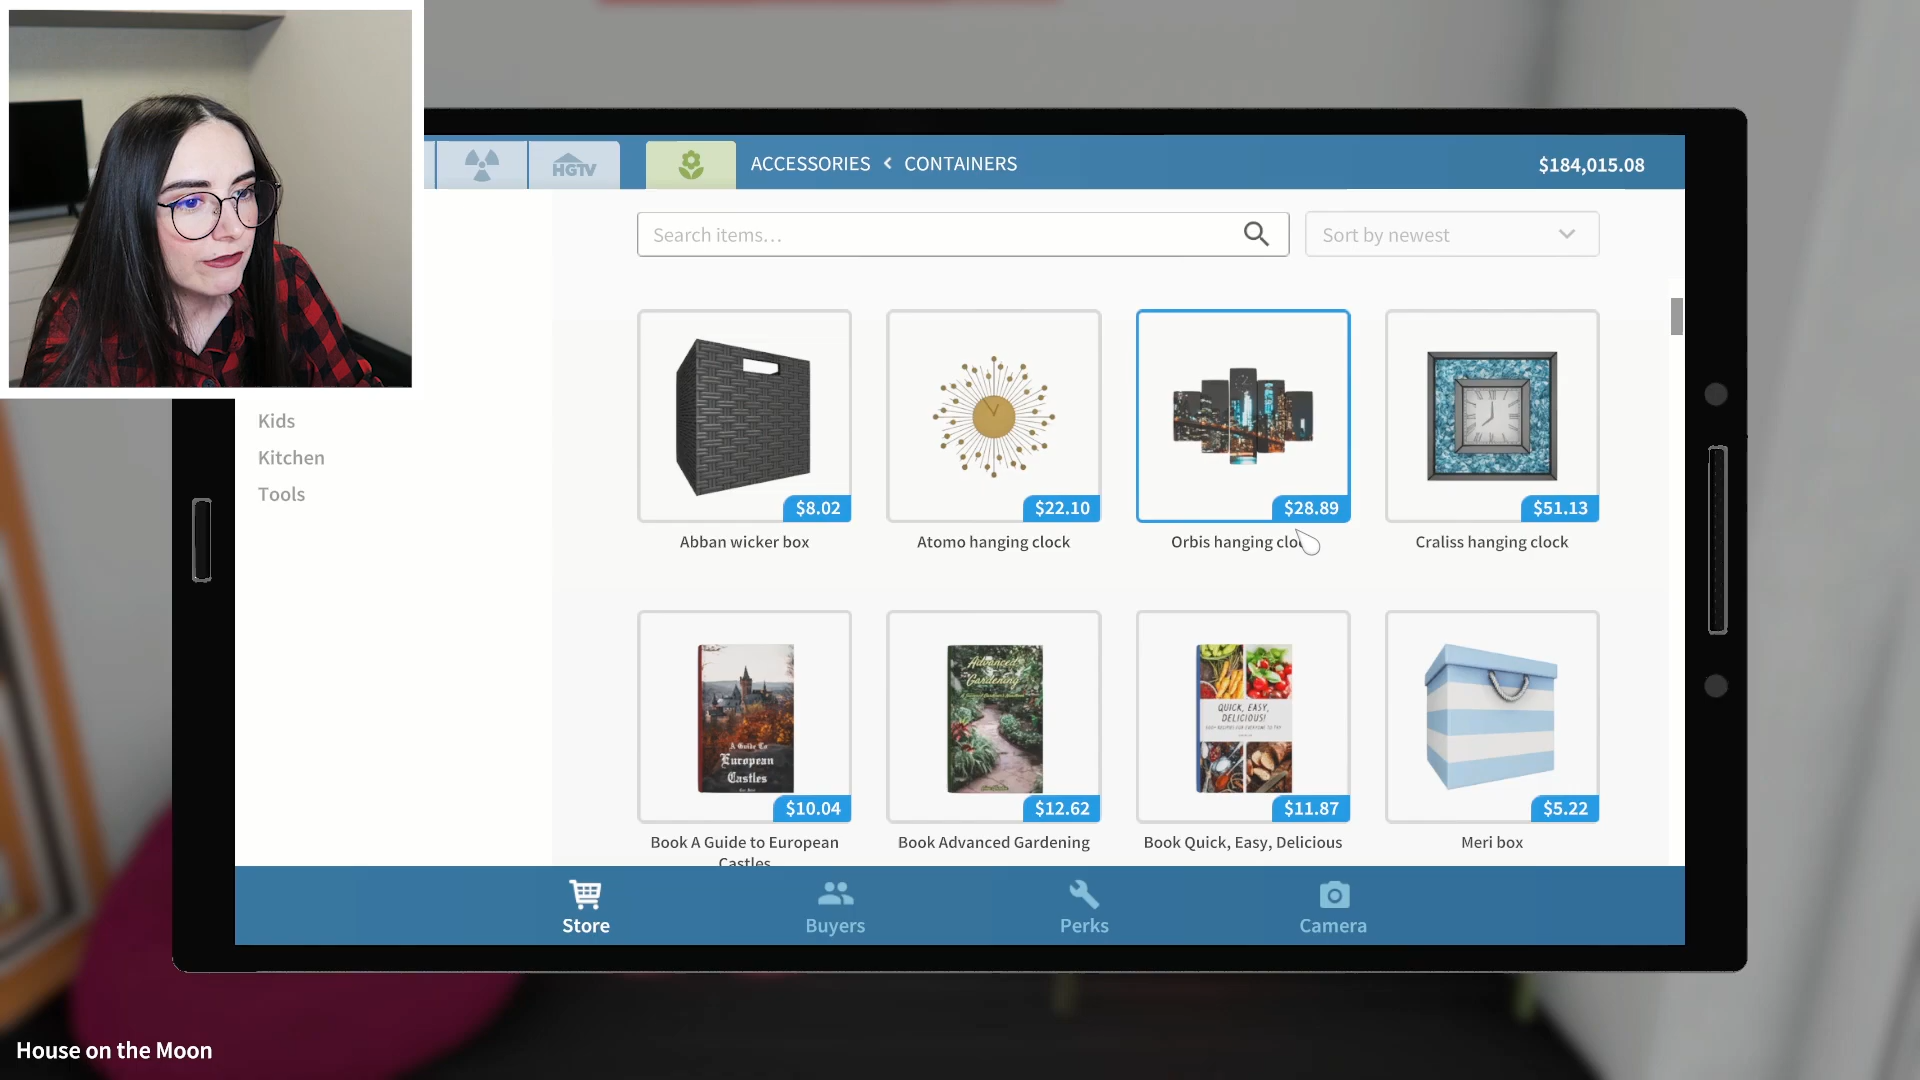 HGTV
ACCESSORIES < CONTAINERS
$184,015.08
Search items...
Sort by newest
Kids
Kitchen
Tools
$8.02
$22.10
$28.89
$51.13
Abban wicker box
Atomo hanging clock
Orbis hanging
Craliss hanging clock
A Guide To
European
Castles
Advanced
Gardening
QUICK, EASY,
DELICIOUS!
$10.04
$12.62
$11.87
$5.22
Book A Guide to European
Castles
Book Advanced Gardening
Book Quick, Easy, Delicious
Meri box
Store
Buyers
Perks
Camera
House on the Moon